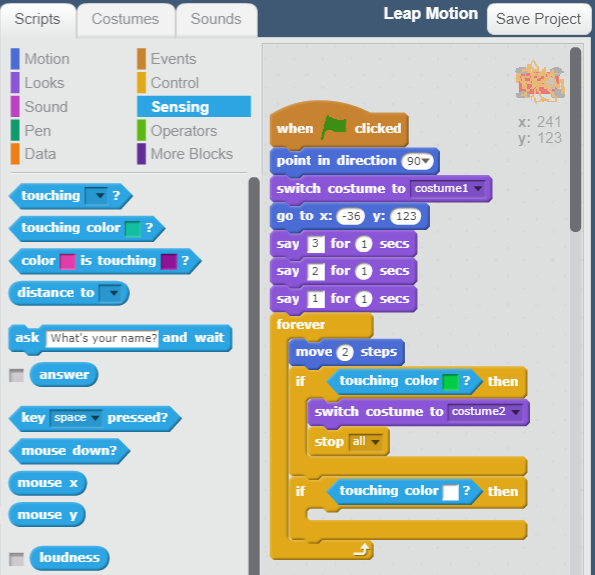 Scripts Costumes Sounds
Leap Motion
Save Project
Motion
Looks
Sound
Pen
Data
Events
Control
Sensing
Operators
More Blocks
touching ?
touching color ?
color is touching ?
distance to
ask What's your name? and wait
answer
key space pressed?
mouse down?
mouse x
mouse y
loudness
x: 241
y: 123
when clicked
point in direction 90
switch costume to costume1
go to x: -36 y: 123
say 3 for 1 secs
say 2 for 1 secs
say 1 for 1 secs
forever
move 2 steps
if touching color ? then
switch costume to costume2
stop all
if touching color ? then